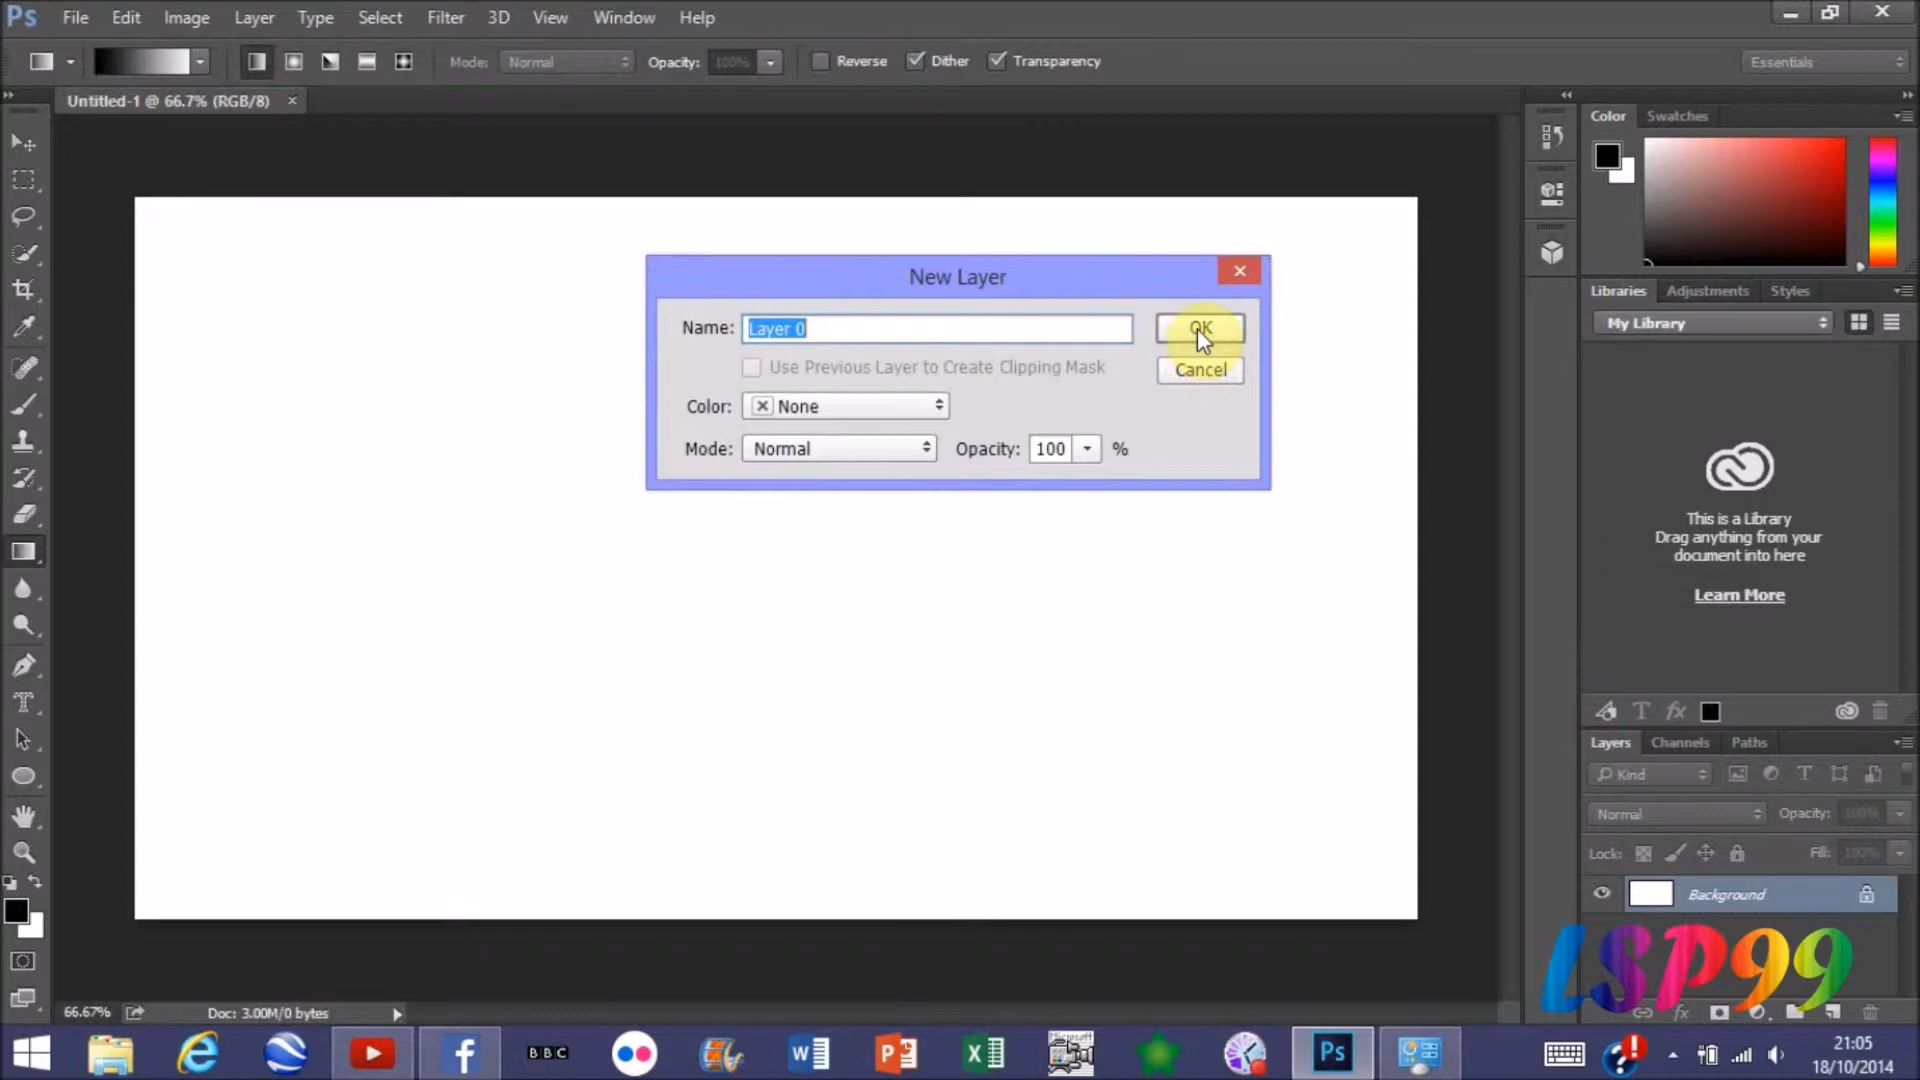 Ps File Edit Image Layer Type Select Filter 3D View Window Help
Mode: Normal Opacity: 100% Reverse Dither Transparency Essentials
Untitled-1 @ 66.7% (RGB/8)
Color Swatches
New Layer
Name: Layer 0 OK
Use Previous Layer to Create Clipping Mask Cancel
Color: None
Mode: Normal Opacity: 100 %
Libraries Adjustments Styles
My Library
This is a Library
Drag anything from your
document into here
Learn More
Layers Channels Paths
Kind
Normal Opacity: 100%
Lock: Fill: 100%
Background
LSP99
66.67% Doc: 3.00M/0 bytes
BBC Microsoft Ps
21:05
18/10/2014